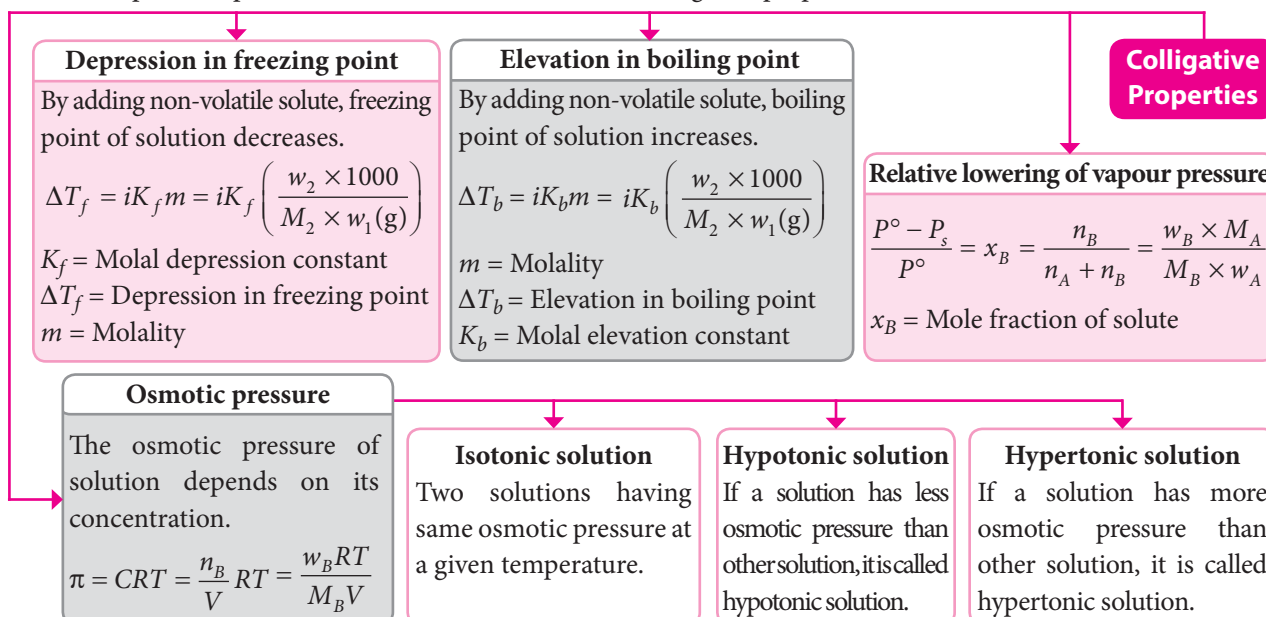 Colligative
Properties
Depression in freezing point
By adding non-volatile solute, freezing
point of solution decreases.
ΔT_f = iK_f m = iK_f ( w_2 × 1000 / M_2 × w_1(g) )
K_f = Molal depression constant
ΔT_f = Depression in freezing point
m = Molality
Elevation in boiling point
By adding non-volatile solute, boiling
point of solution increases.
ΔT_b = iK_b m = iK_b ( w_2 × 1000 / M_2 × w_1(g) )
m = Molality
ΔT_b = Elevation in boiling point
K_b = Molal elevation constant
Relative lowering of vapour pressure
P° − P_s / P° = x_B = n_B / n_A + n_B = w_B × M_A / M_B × w_A
x_B = Mole fraction of solute
Osmotic pressure
The osmotic pressure of
solution depends on its
concentration.
π = CRT = n_B / V RT = w_B RT / M_B V
Isotonic solution
Two solutions having
same osmotic pressure at
a given temperature.
Hypotonic solution
If a solution has less
osmotic pressure than
other solution, it is called
hypotonic solution.
Hypertonic solution
If a solution has more
osmotic pressure than
other solution, it is called
hypertonic solution.